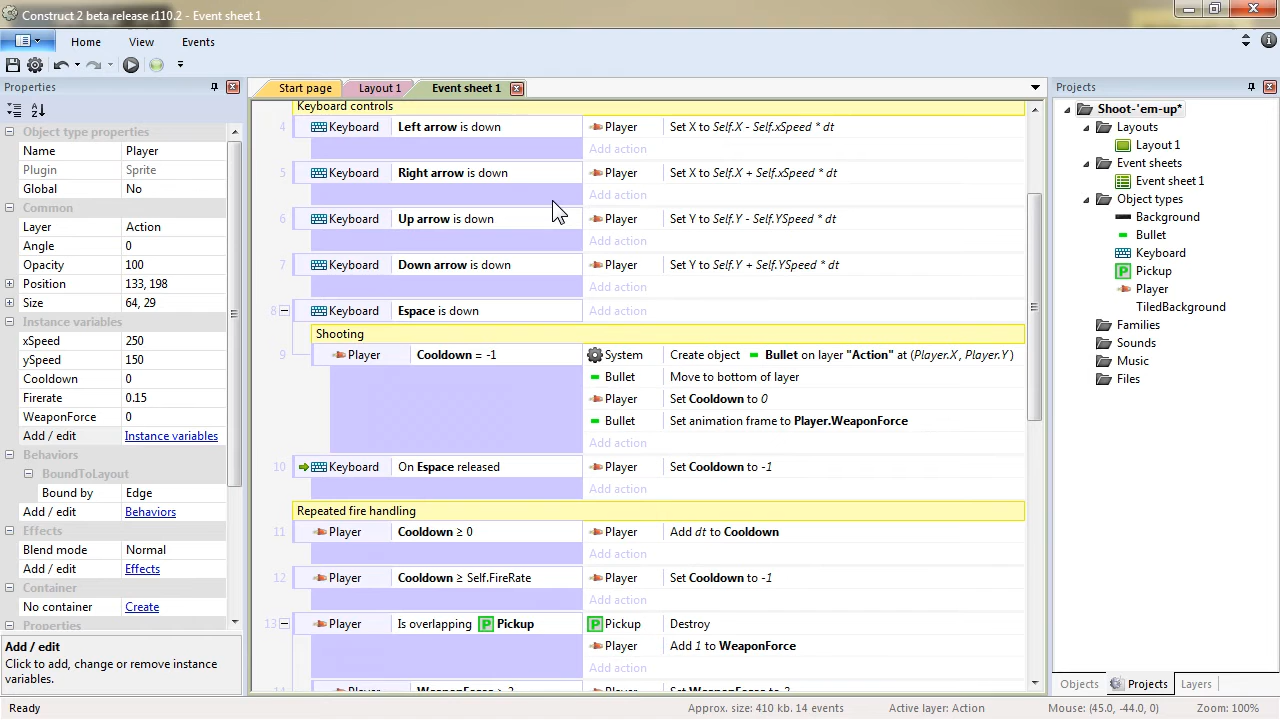 Construct 2 beta release r110.2 - Event sheet 1
Home View Events
Properties
Object type properties
Name Player
Plugin Sprite
Global No
Common
Layer Action
Angle 0
Opacity 100
Position 133, 198
Size 64, 29
Instance variables
xSpeed 250
ySpeed 150
Cooldown 0
Firerate 0.15
WeaponForce 0
Add / edit Instance variables
Behaviors
BoundToLayout
Bound by Edge
Add / edit Behaviors
Effects
Blend mode Normal
Add / edit Effects
Container
No container Create
Properties
Add / edit
Click to add, change or remove instance
variables.
Start page Layout 1 Event sheet 1
Keyboard controls
4 Keyboard Left arrow is down Player Set X to Self.X - Self.xSpeed * dt
Add action
5 Keyboard Right arrow is down Player Set X to Self.X + Self.xSpeed * dt
Add action
6 Keyboard Up arrow is down Player Set Y to Self.Y - Self.YSpeed * dt
Add action
7 Keyboard Down arrow is down Player Set Y to Self.Y + Self.YSpeed * dt
Add action
8 Keyboard Espace is down Add action
Shooting
9 Player Cooldown = -1 System Create object Bullet on layer "Action" at (Player.X, Player.Y)
Bullet Move to bottom of layer
Player Set Cooldown to 0
Bullet Set animation frame to Player.WeaponForce
Add action
10 Keyboard On Espace released Player Set Cooldown to -1
Add action
Repeated fire handling
11 Player Cooldown ≥ 0 Player Add dt to Cooldown
Add action
12 Player Cooldown ≥ Self.FireRate Player Set Cooldown to -1
Add action
13 Player Is overlapping P Pickup P Pickup Destroy
Player Add 1 to WeaponForce
Add action
Projects
Shoot-'em-up*
Layouts
Layout 1
Event sheets
Event sheet 1
Object types
Background
Bullet
Keyboard
P Pickup
Player
TiledBackground
Families
Sounds
Music
Files
Objects Projects Layers
Ready Approx. size: 410 kb. 14 events Active layer: Action Mouse: (45.0, -44.0, 0) Zoom: 100%